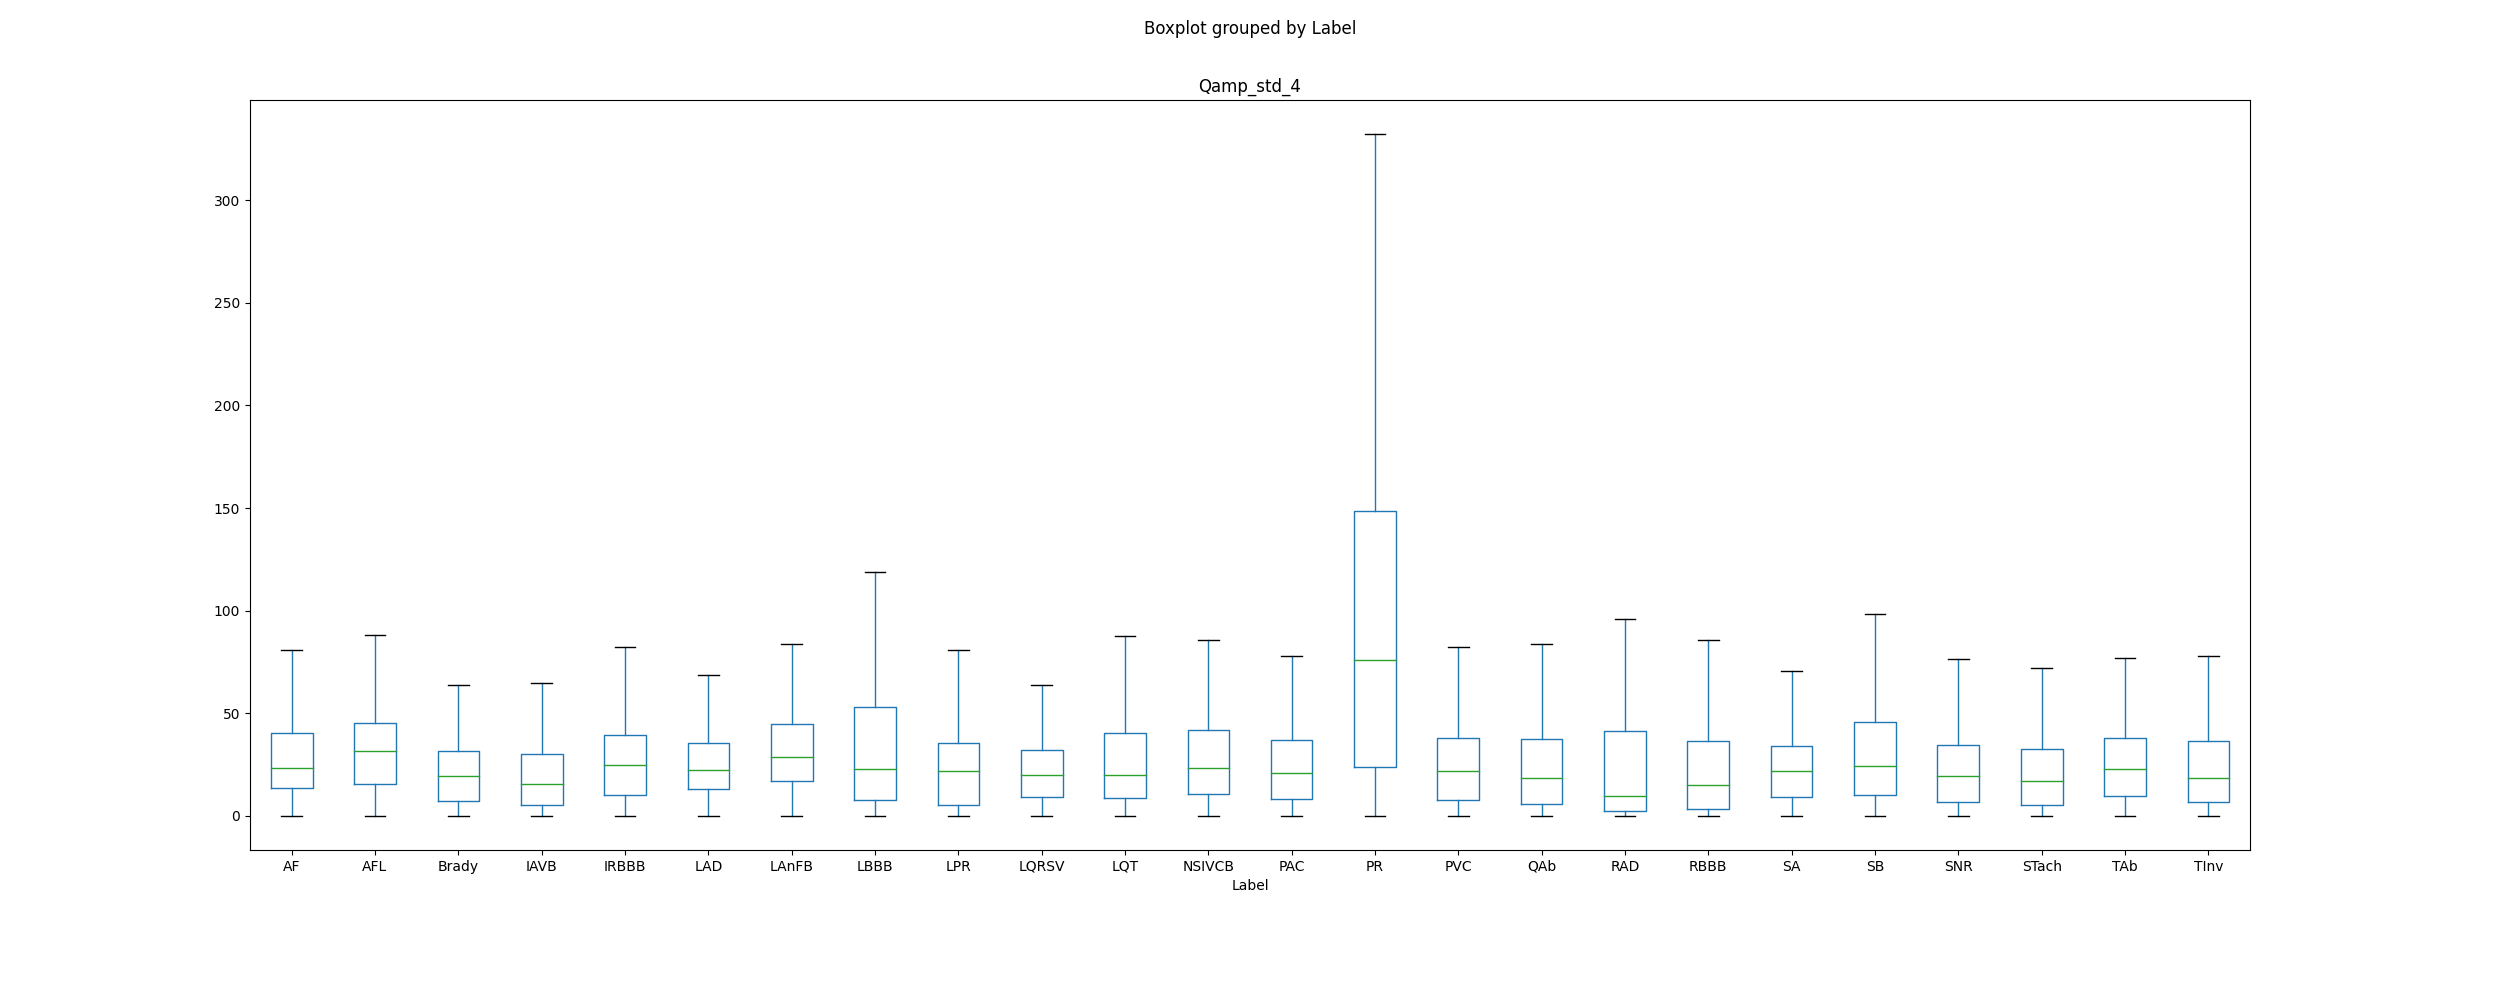 Boxplot grouped by Label
Qamp_std_4
300
250
200
150
100
50
0
AF AFL Brady IAVB IRBBB LAD LAnFB LBBB LPR LQRSV LQT NSIVCB PAC PR PVC QAb RAD RBBB SA SB SNR STach TAb TInv
Label